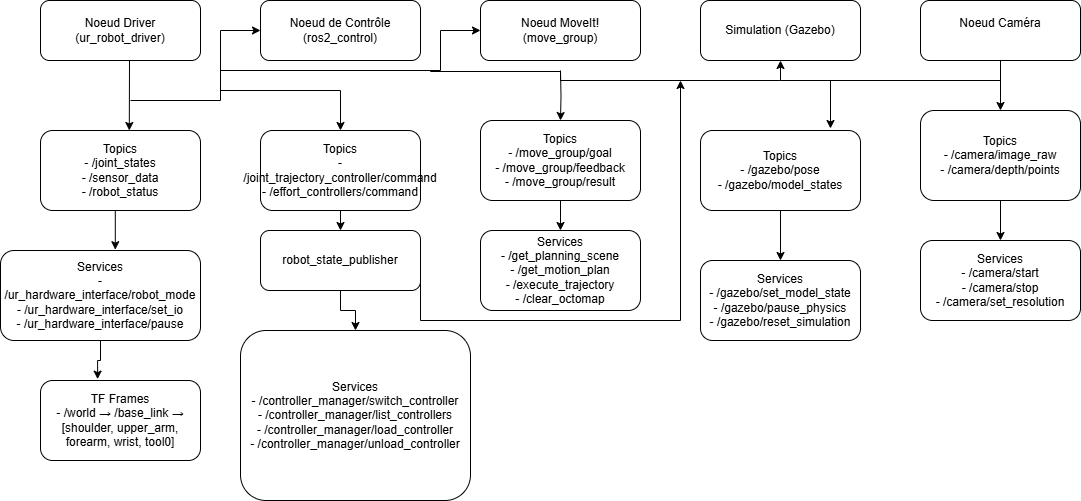 Noeud Driver
(ur_robot_driver)
Noeud de Contrôle
(ros2_control)
Noeud MoveIt!
(move_group)
Simulation (Gazebo)
Noeud Caméra
Topics
- /joint_states
- /sensor_data
- /robot_status
Topics
-
/joint_trajectory_controller/command
- /effort_controllers/command
Topics
- /move_group/goal
- /move_group/feedback
- /move_group/result
Topics
- /gazebo/pose
- /gazebo/model_states
Topics
- /camera/image_raw
- /camera/depth/points
Services
-
/ur_hardware_interface/robot_mode
- /ur_hardware_interface/set_io
- /ur_hardware_interface/pause
robot_state_publisher
Services
- /get_planning_scene
- /get_motion_plan
- /execute_trajectory
- /clear_octomap
Services
- /gazebo/set_model_state
- /gazebo/pause_physics
- /gazebo/reset_simulation
Services
- /camera/start
- /camera/stop
- /camera/set_resolution
TF Frames
- /world → /base_link →
[shoulder, upper_arm,
forearm, wrist, tool0]
Services
- /controller_manager/switch_controller
- /controller_manager/list_controllers
- /controller_manager/load_controller
- /controller_manager/unload_controller